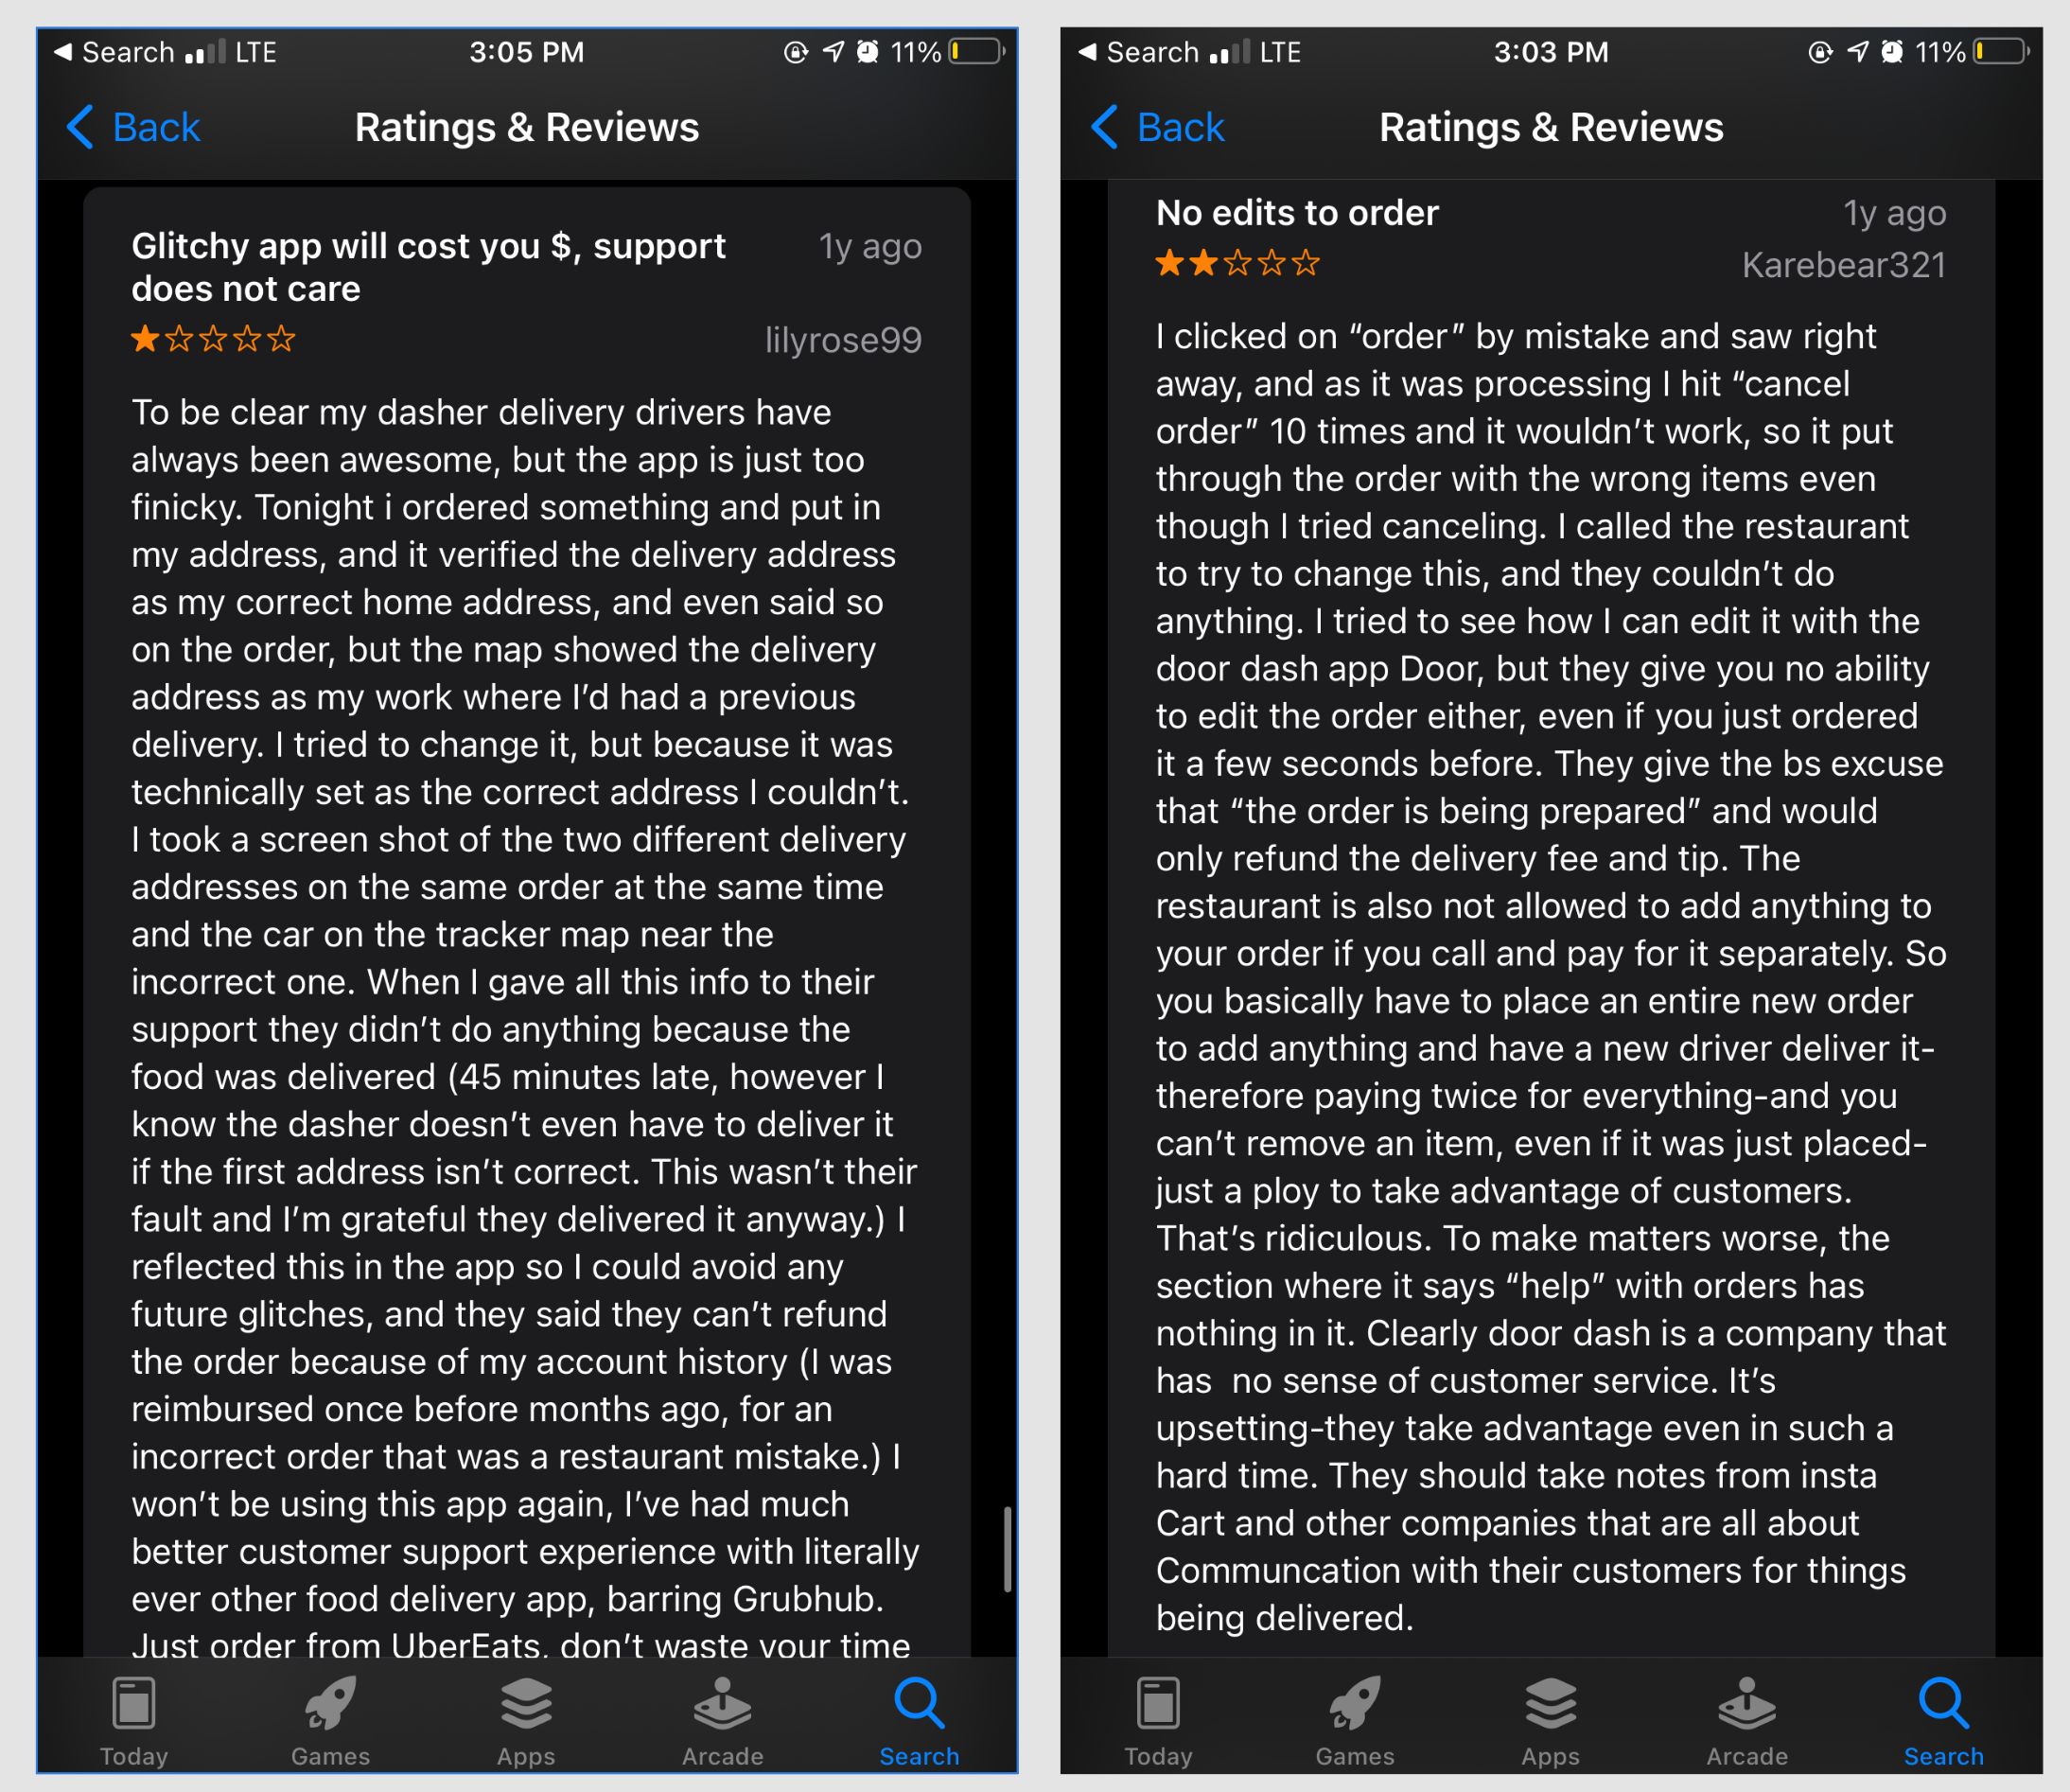 Search LTE
3:05 PM
11%
Back
Ratings & Reviews
Glitchy app will cost you $, support
does not care
1y ago
lilyrose99
To be clear my dasher delivery drivers have
always been awesome, but the app is just too
finicky. Tonight i ordered something and put in
my address, and it verified the delivery address
as my correct home address, and even said so
on the order, but the map showed the delivery
address as my work where I’d had a previous
delivery. I tried to change it, but because it was
technically set as the correct address I couldn’t.
I took a screen shot of the two different delivery
addresses on the same order at the same time
and the car on the tracker map near the
incorrect one. When I gave all this info to their
support they didn’t do anything because the
food was delivered (45 minutes late, however I
know the dasher doesn’t even have to deliver it
if the first address isn’t correct. This wasn’t their
fault and I’m grateful they delivered it anyway.) I
reflected this in the app so I could avoid any
future glitches, and they said they can’t refund
the order because of my account history (I was
reimbursed once before months ago, for an
incorrect order that was a restaurant mistake.) I
won’t be using this app again, I’ve had much
better customer support experience with literally
ever other food delivery app, barring Grubhub.
Just order from UberEats, don’t waste your time
Today
Games
Apps
Arcade
Search
Search LTE
3:03 PM
11%
Back
Ratings & Reviews
No edits to order
1y ago
Karebear321
I clicked on “order” by mistake and saw right
away, and as it was processing I hit “cancel
order” 10 times and it wouldn’t work, so it put
through the order with the wrong items even
though I tried canceling. I called the restaurant
to try to change this, and they couldn’t do
anything. I tried to see how I can edit it with the
door dash app Door, but they give you no ability
to edit the order either, even if you just ordered
it a few seconds before. They give the bs excuse
that “the order is being prepared” and would
only refund the delivery fee and tip. The
restaurant is also not allowed to add anything to
your order if you call and pay for it separately. So
you basically have to place an entire new order
to add anything and have a new driver deliver it-
therefore paying twice for everything-and you
can’t remove an item, even if it was just placed-
just a ploy to take advantage of customers.
That’s ridiculous. To make matters worse, the
section where it says “help” with orders has
nothing in it. Clearly door dash is a company that
has  no sense of customer service. It’s
upsetting-they take advantage even in such a
hard time. They should take notes from insta
Cart and other companies that are all about
Communcation with their customers for things
being delivered.
Today
Games
Apps
Arcade
Search